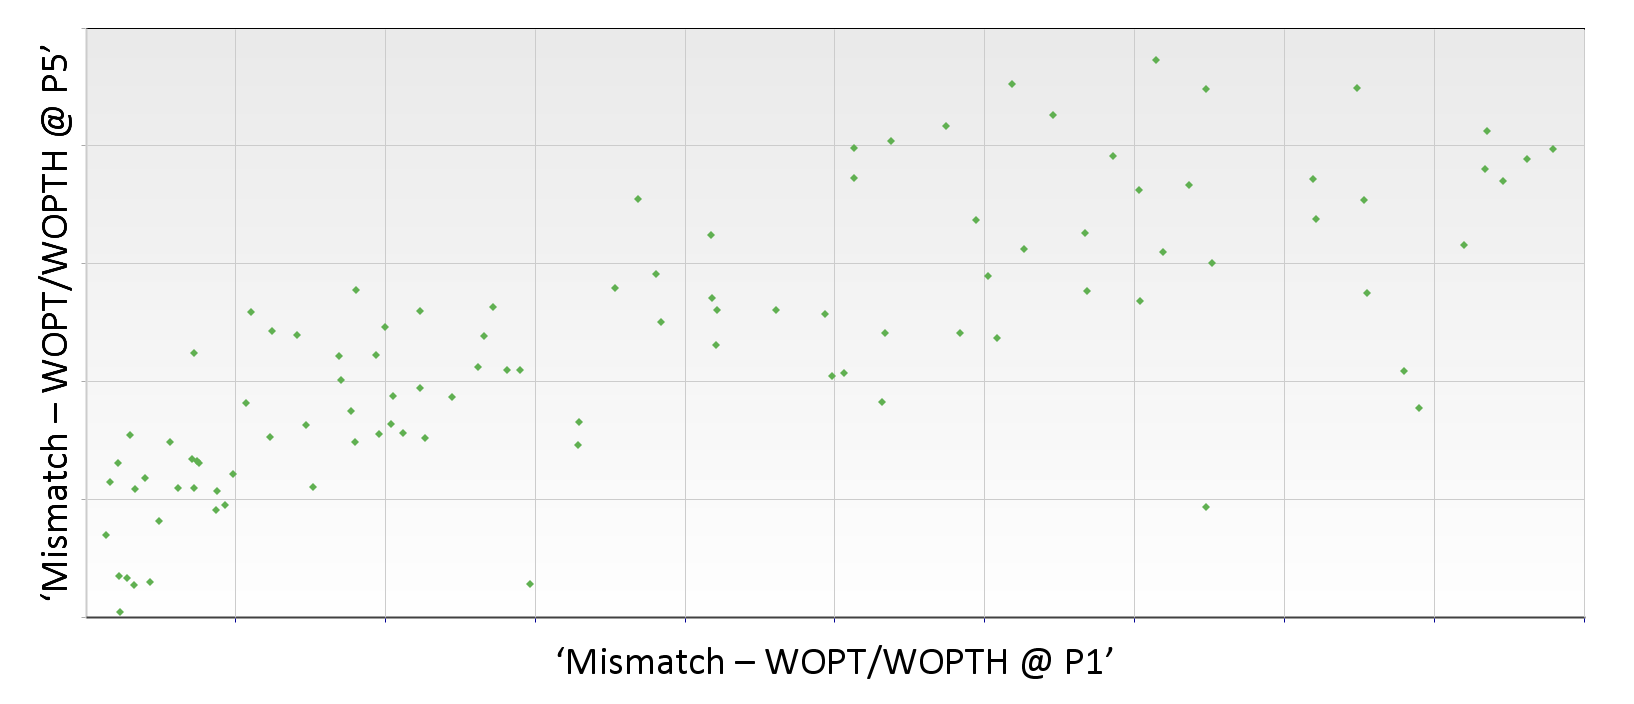 ‘Mismatch – WOPT/WOPTH @ P5’
‘Mismatch – WOPT/WOPTH @ P1’